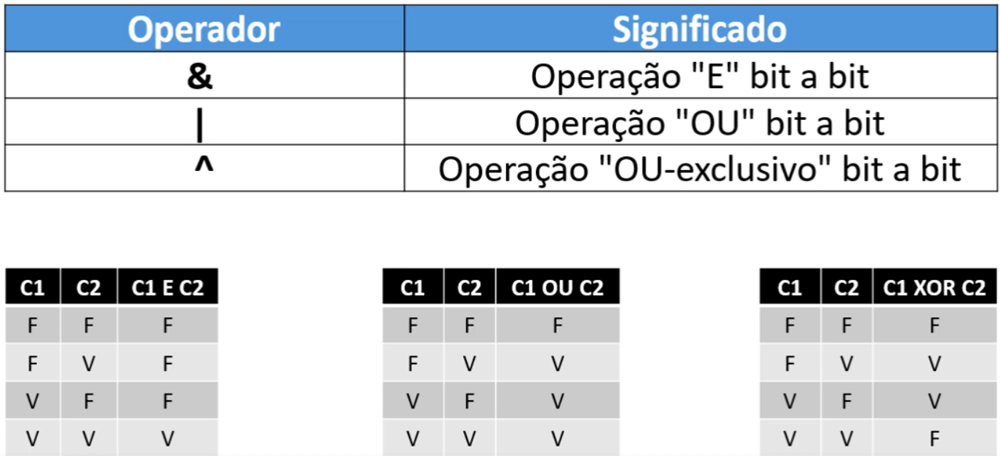 Operador Significado
& Operação "E" bit a bit
| Operação "OU" bit a bit
^ Operação "OU-exclusivo" bit a bit
C1 C2 C1 E C2
F F F
F V F
V F F
V V V
C1 C2 C1 OU C2
F F F
F V V
V F V
V V V
C1 C2 C1 XOR C2
F F F
F V V
V F V
V V F